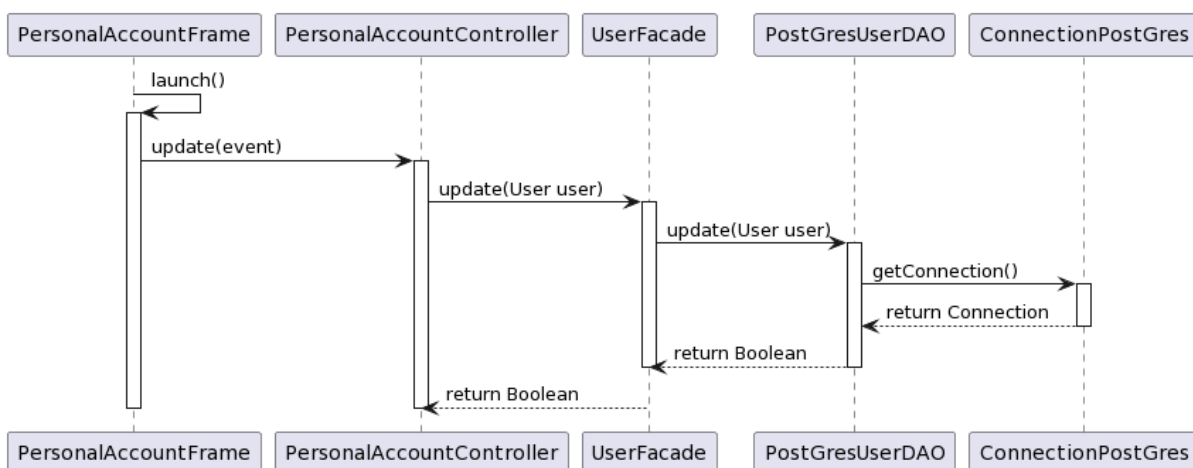 PersonalAccountFrame PersonalAccountController UserFacade PostGresUserDAO ConnectionPostGres
launch()
update(event)
update(User user)
update(User user)
getConnection()
return Connection
return Boolean
return Boolean
PersonalAccountFrame PersonalAccountController UserFacade PostGresUserDAO ConnectionPostGres